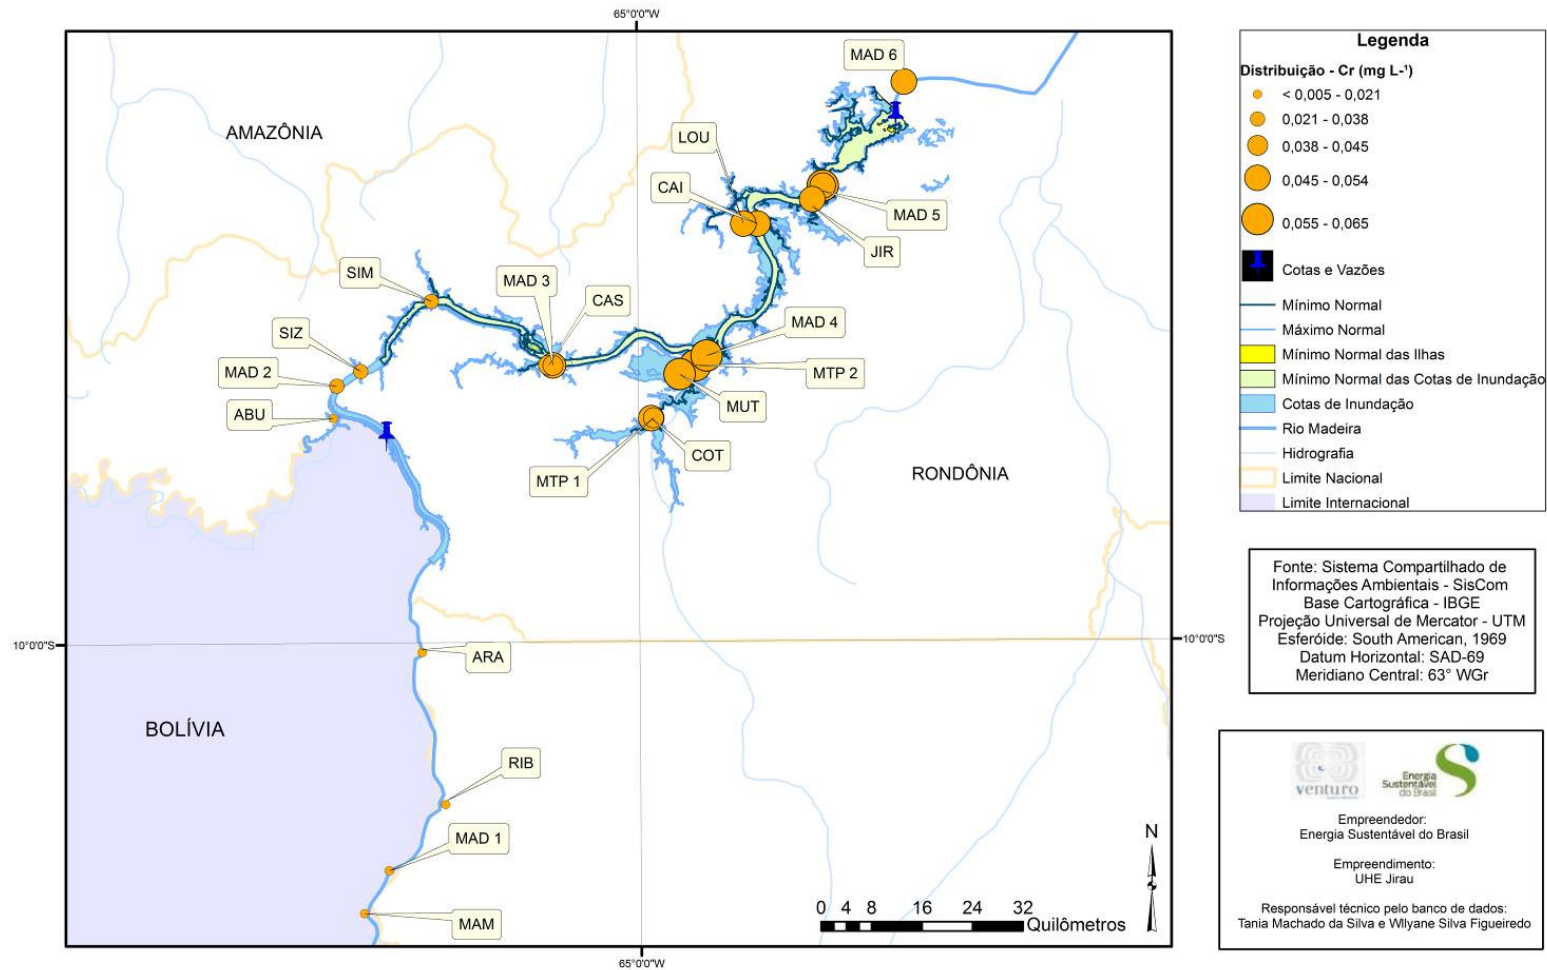 65°0'0"W
MAD 6
AMAZÔNIA
LOU
CAI
MAD 5
JIR
SIM
MAD 3
CAS
SIZ
MAD 4
MAD 2
MTP 2
ABU
MUT
COT
MTP 1
RONDÔNIA
10°0'0"S
10°0'0"S
ARA
BOLÍVIA
RIB
MAD 1
MAM
N
0 4 8 16 24 32
Quilômetros
65°0'0"W
Legenda
Distribuição - Cr (mg L-¹)
< 0,005 - 0,021
0,021 - 0,038
0,038 - 0,045
0,045 - 0,054
0,055 - 0,065
Cotas e Vazões
Mínimo Normal
Máximo Normal
Mínimo Normal das Ilhas
Mínimo Normal das Cotas de Inundação
Cotas de Inundação
Rio Madeira
Hidrografia
Limite Nacional
Limite Internacional
Fonte: Sistema Compartilhado de
Informações Ambientais - SisCom
Base Cartográfica - IBGE
Projeção Universal de Mercator - UTM
Esferóide: South American, 1969
Datum Horizontal: SAD-69
Meridiano Central: 63° WGr
venturo
Energia
Sustentável
do Brasil
Empreendedor:
Energia Sustentável do Brasil
Empreendimento:
UHE Jirau
Responsável técnico pelo banco de dados:
Tania Machado da Silva e Wllyane Silva Figueiredo